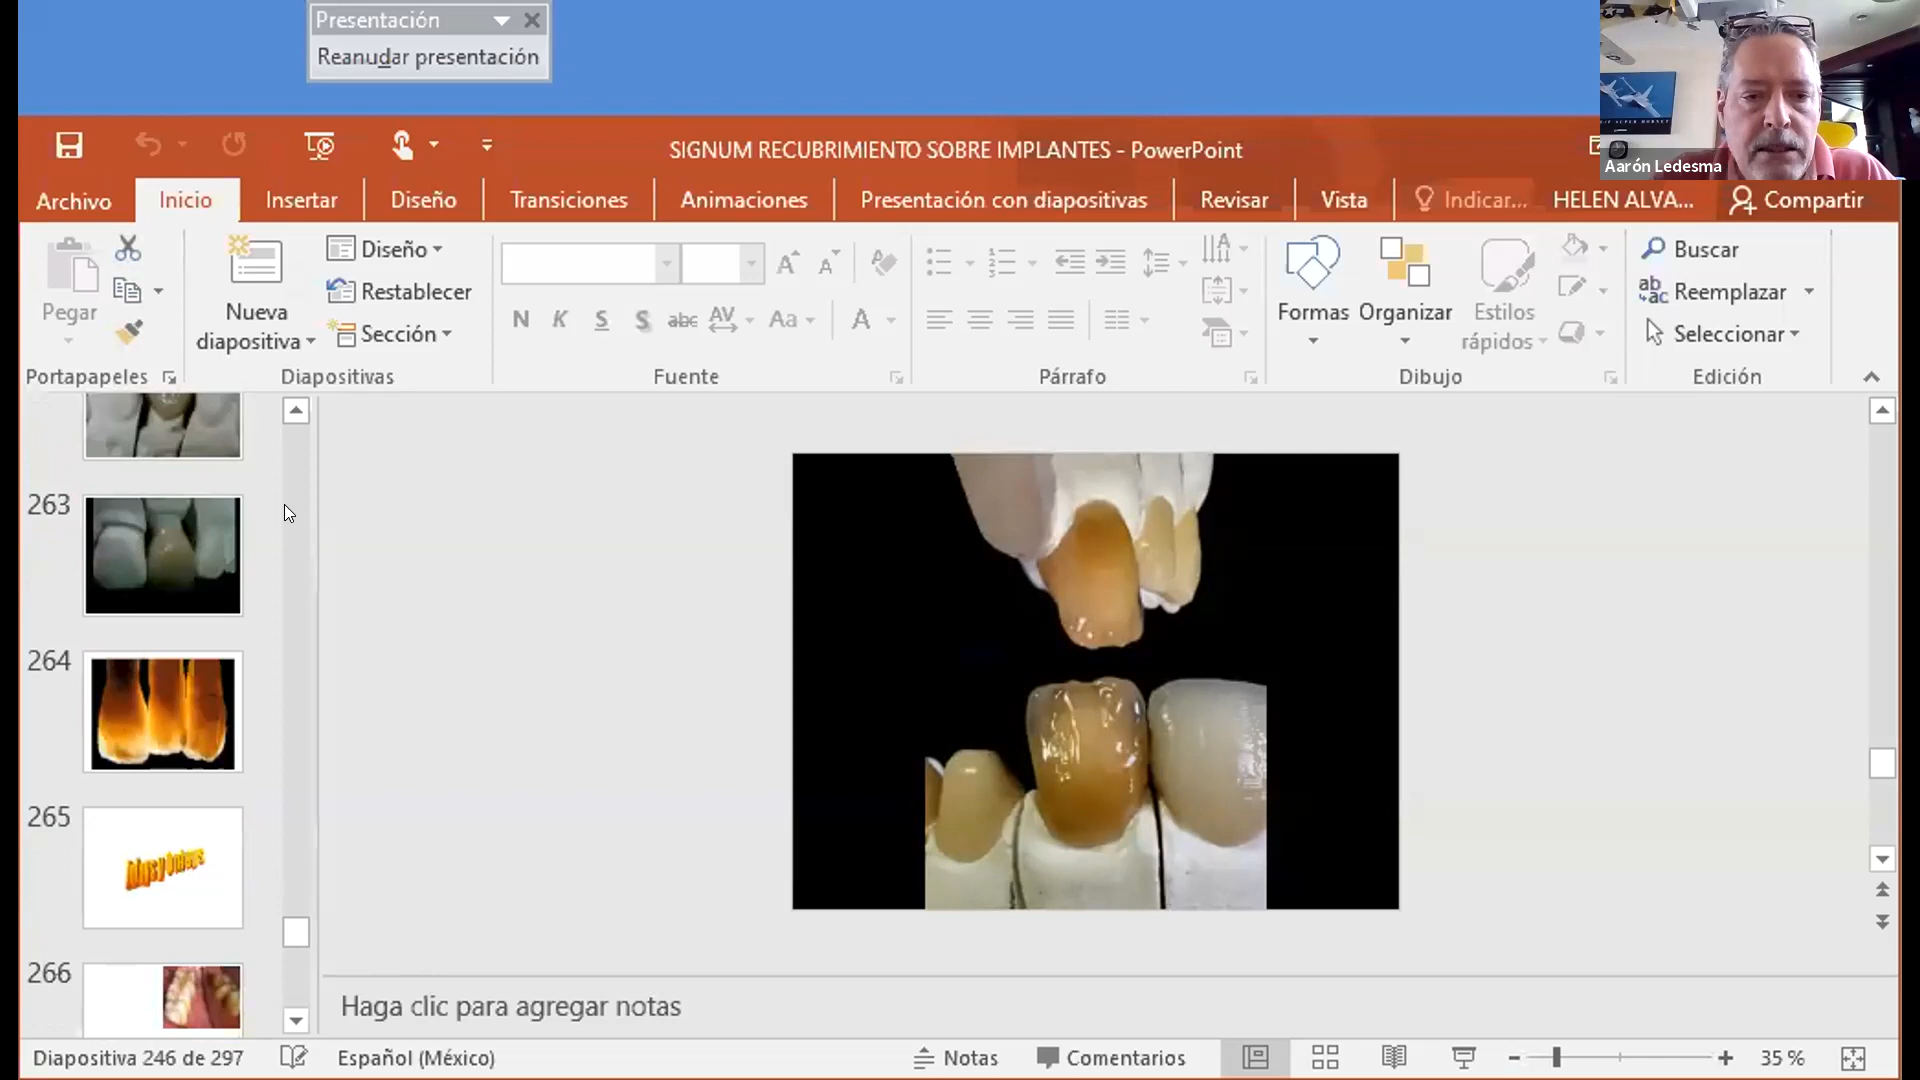 Presentación
Reanudar presentación
Aarón Ledesma
SIGNUM RECUBRIMIENTO SOBRE IMPLANTES - PowerPoint
Archivo Inicio Insertar Diseño Transiciones Animaciones Presentación con diapositivas Revisar Vista Indicar... HELEN ALVA... Compartir
Pegar
Nueva diapositiva
Diseño
Restablecer
Sección
N K S S abc AV Aa A
Formas
Organizar
Estilos rápidos
Buscar
Reemplazar
Seleccionar
Portapapeles Diapositivas Fuente Párrafo Dibujo Edición
263
264
265
266
Haga clic para agregar notas
Diapositiva 246 de 297 Español (México) Notas Comentarios 35 %